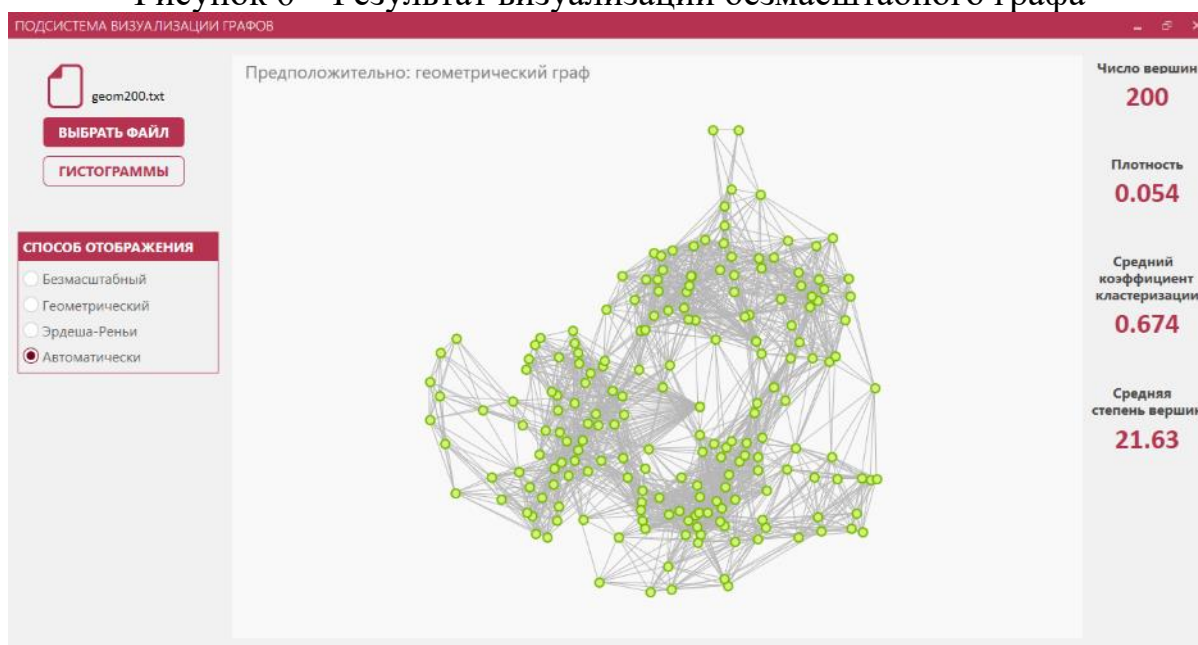 Рисунок 6 – Результат визуализации безмасштабного графа
ПОДСИСТЕМА ВИЗУАЛИЗАЦИИ ГРАФОВ
geom200.txt
ВЫБРАТЬ ФАЙЛ
ГИСТОГРАММЫ
СПОСОБ ОТОБРАЖЕНИЯ
Безмасштабный
Геометрический
Эрдеша-Реньи
Автоматически
Предположительно: геометрический граф
Число вершин
200
Плотность
0.054
Средний
коэффициент
кластеризации
0.674
Средняя
степень вершин
21.63